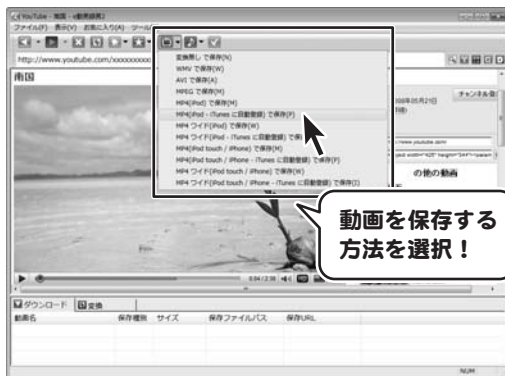 YouTube - 南国 - e動画録画2
ファイル(F) 表示(V) お気に入り(A) ツール
http://www.youtube.com/xxxxxxxxxx
南国
変換無し で保存(N)
WMV で保存(W)
AVI で保存(A)
MPEG で保存(M)
MP4(iPod) で保存(M)
MP4(iPod - iTunes に自動登録) で保存(P)
MP4 ワイド(iPod) で保存(W)
MP4 ワイド(iPod - iTunes に自動登録) で保
MP4(iPod touch / iPhone) で保存(M)
MP4(iPod touch / iPhone - iTunes に自動登録) で保存(P)
MP4 ワイド(iPod touch / iPhone) で保存(W)
MP4 ワイド(iPod touch / iPhone - iTunes に自動登録) で保存(I)
チャンネル登
の他の動画
動画を保存する
方法を選択！
0:04 / 2:38
HD
ダウンロード 変換
動画名 保存種別 サイズ 保存ファイルパス 保存URL
NUM